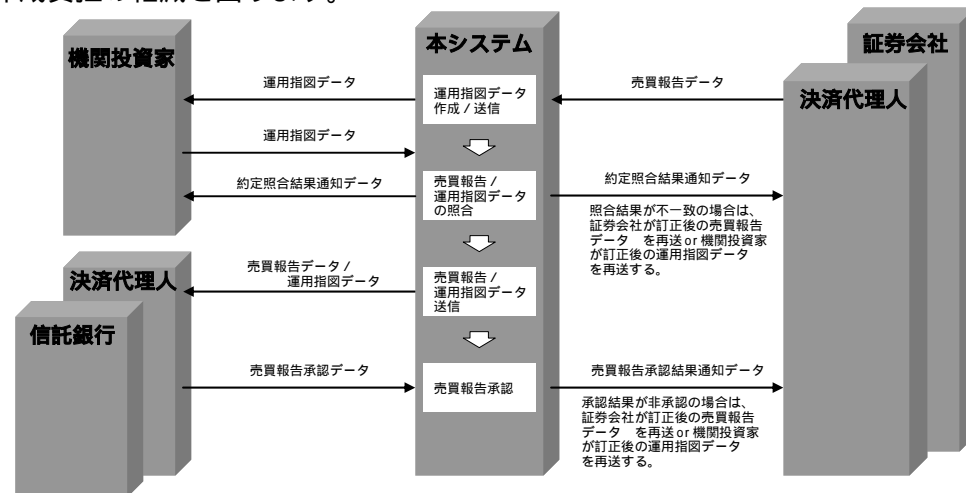 機関投資家
本システム
証券会社
決済代理人
運用指図データ
運用指図データ
作成 / 送信
売買報告データ
運用指図データ
約定照合結果通知データ
売買報告 /
運用指図データ
の照合
約定照合結果通知データ
照合結果が不一致の場合は、
証券会社が訂正後の売買報告
データ を再送 or 機関投資家
が訂正後の運用指図データ
を再送する。
決済代理人
信託銀行
売買報告データ /
運用指図データ
売買報告 /
運用指図データ
送信
売買報告承認データ
売買報告承認
売買報告承認結果通知データ
承認結果が非承認の場合は、
証券会社が訂正後の売買報告
データ を再送 or 機関投資家
が訂正後の運用指図データ
を再送する。